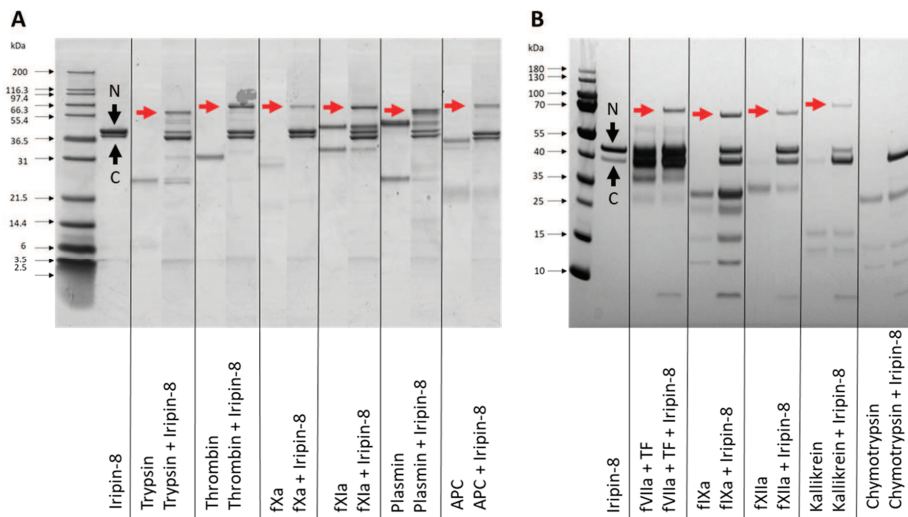 A
kDa
200
116.3
97.4
66.3
55.4
36.5
31
21.5
14.4
6
3.5
2.5
N
C
Iripin-8
Trypsin
Trypsin + Iripin-8
Thrombin
Thrombin + Iripin-8
fXa
fXa + Iripin-8
fXIa
fXIa + Iripin-8
Plasmin
Plasmin + Iripin-8
APC
APC + Iripin-8
B
kDa
180
130
100
70
55
40
35
25
15
10
N
C
Iripin-8
fVIIa + TF
fVIIa + TF + Iripin-8
fIXa
fIXa + Iripin-8
fXIIa
fXIIa + Iripin-8
Kallikrein
Kallikrein + Iripin-8
Chymotrypsin
Chymotrypsin + Iripin-8